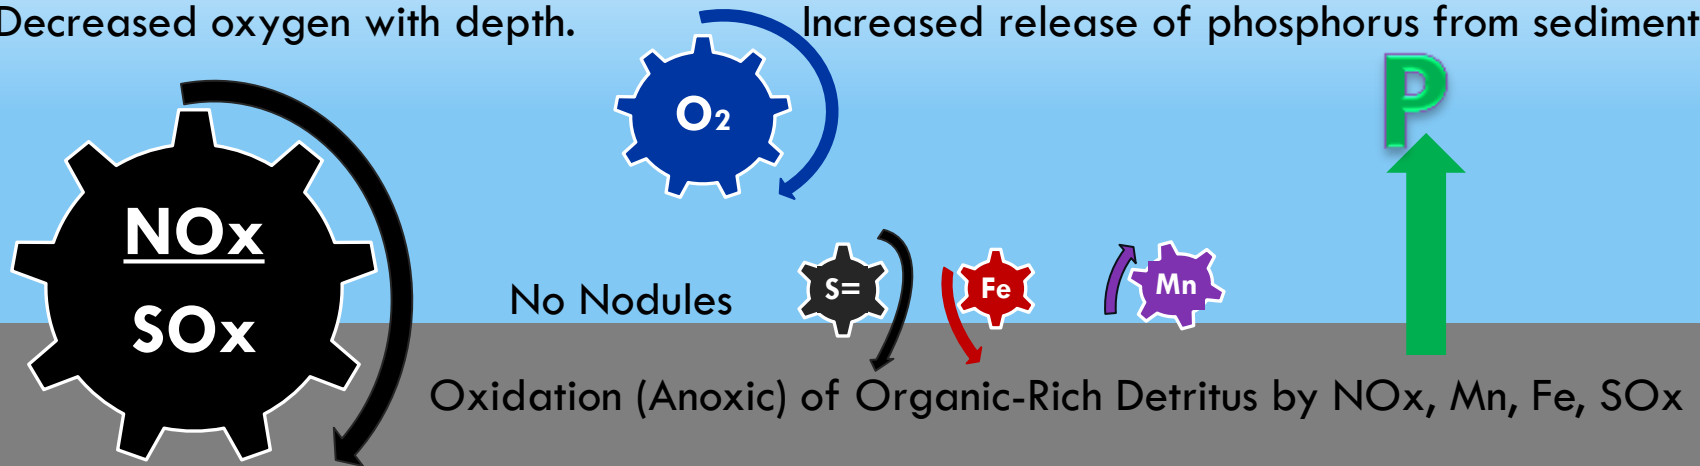 Decreased oxygen with depth.
Increased release of phosphorus from sediment
O₂
P
NOx
SOx
No Nodules
S=
Fe
Mn
Oxidation (Anoxic) of Organic-Rich Detritus by NOx, Mn, Fe, SOx